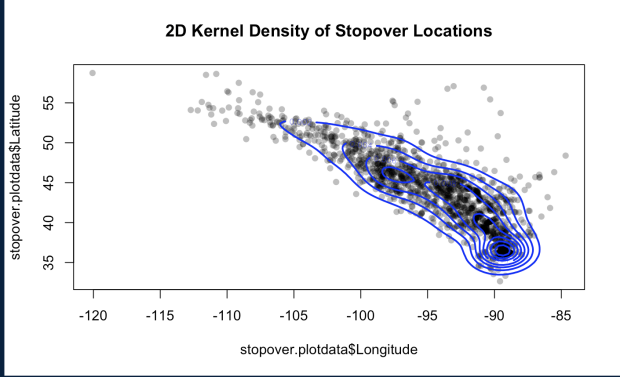 2D Kernel Density of Stopover Locations
stopover.plotdata$Latitude
55
50
45
40
35
-120 -115 -110 -105 -100 -95 -90 -85
stopover.plotdata$Longitude